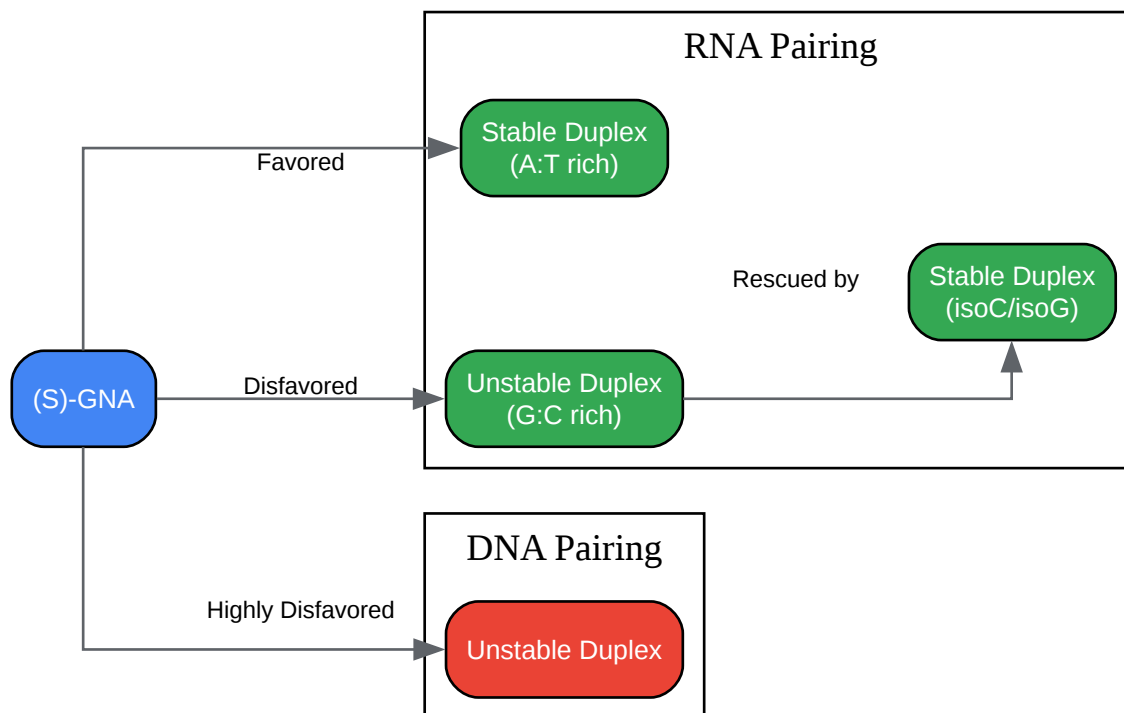 RNA Pairing
Stable Duplex
(A:T rich)
Favored
Rescued by
Stable Duplex
(isoC/isoG)
(S)-GNA
Disfavored
Unstable Duplex
(G:C rich)
DNA Pairing
Highly Disfavored
Unstable Duplex